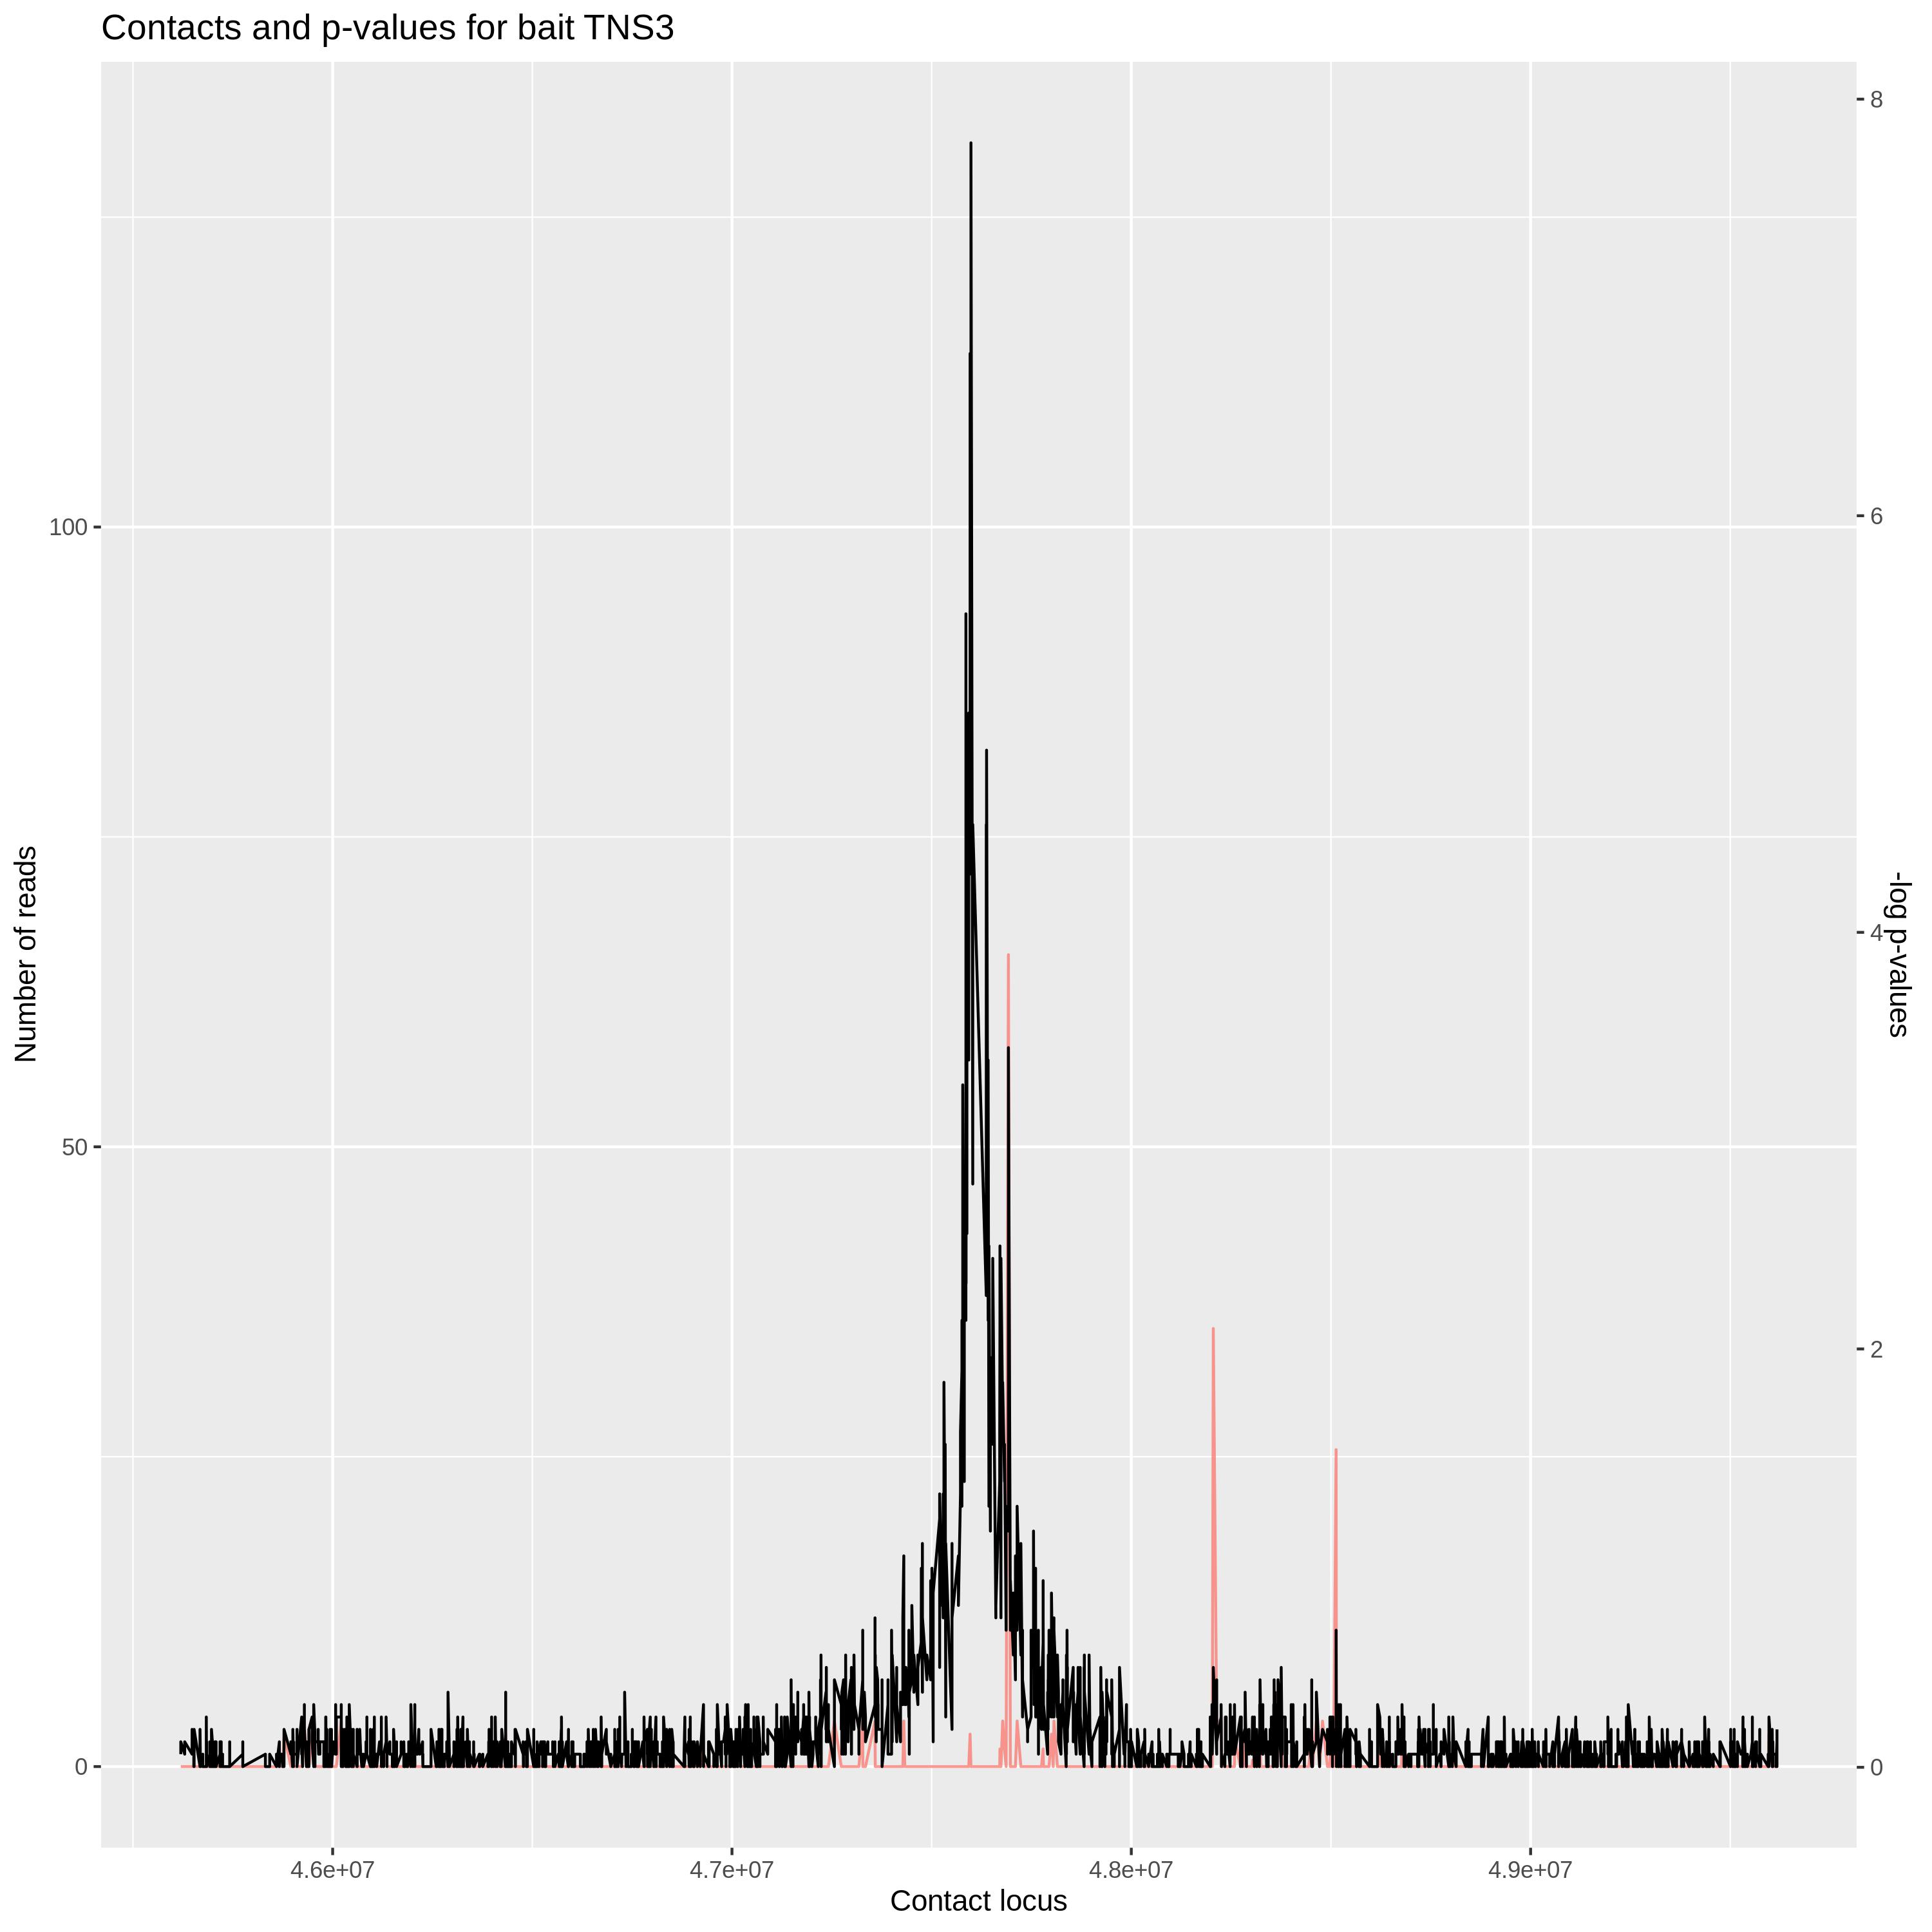 Contacts and p-values for bait TNS3
8
6
4
2
0
100
50
0
Number of reads
-log p-values
4.6e+07
4.7e+07
4.8e+07
4.9e+07
Contact locus